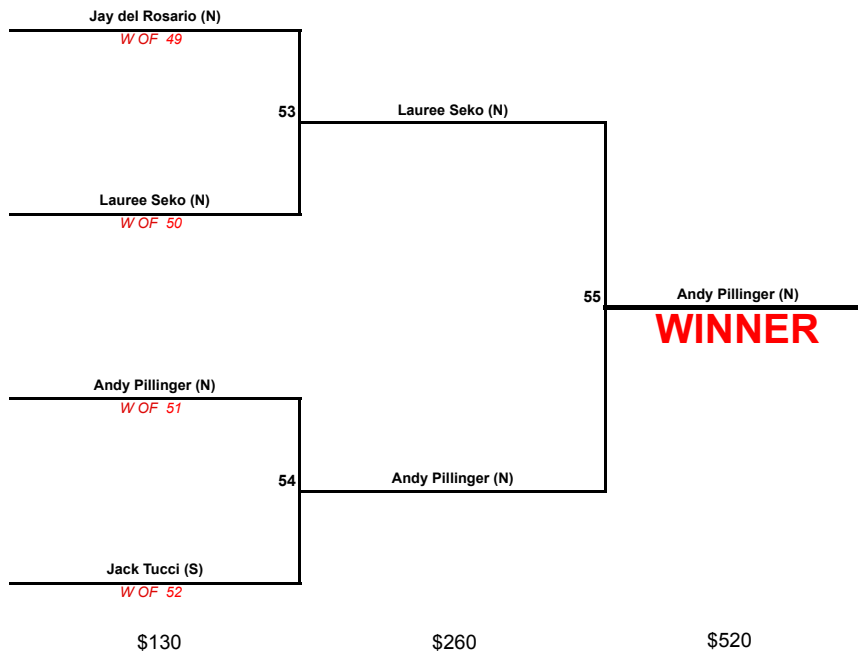 Jay del Rosario (N)
W OF 49
53
Lauree Seko (N)
Lauree Seko (N)
W OF 50
55
Andy Pillinger (N)
WINNER
Andy Pillinger (N)
W OF 51
54
Andy Pillinger (N)
Jack Tucci (S)
W OF 52
$130
$260
$520